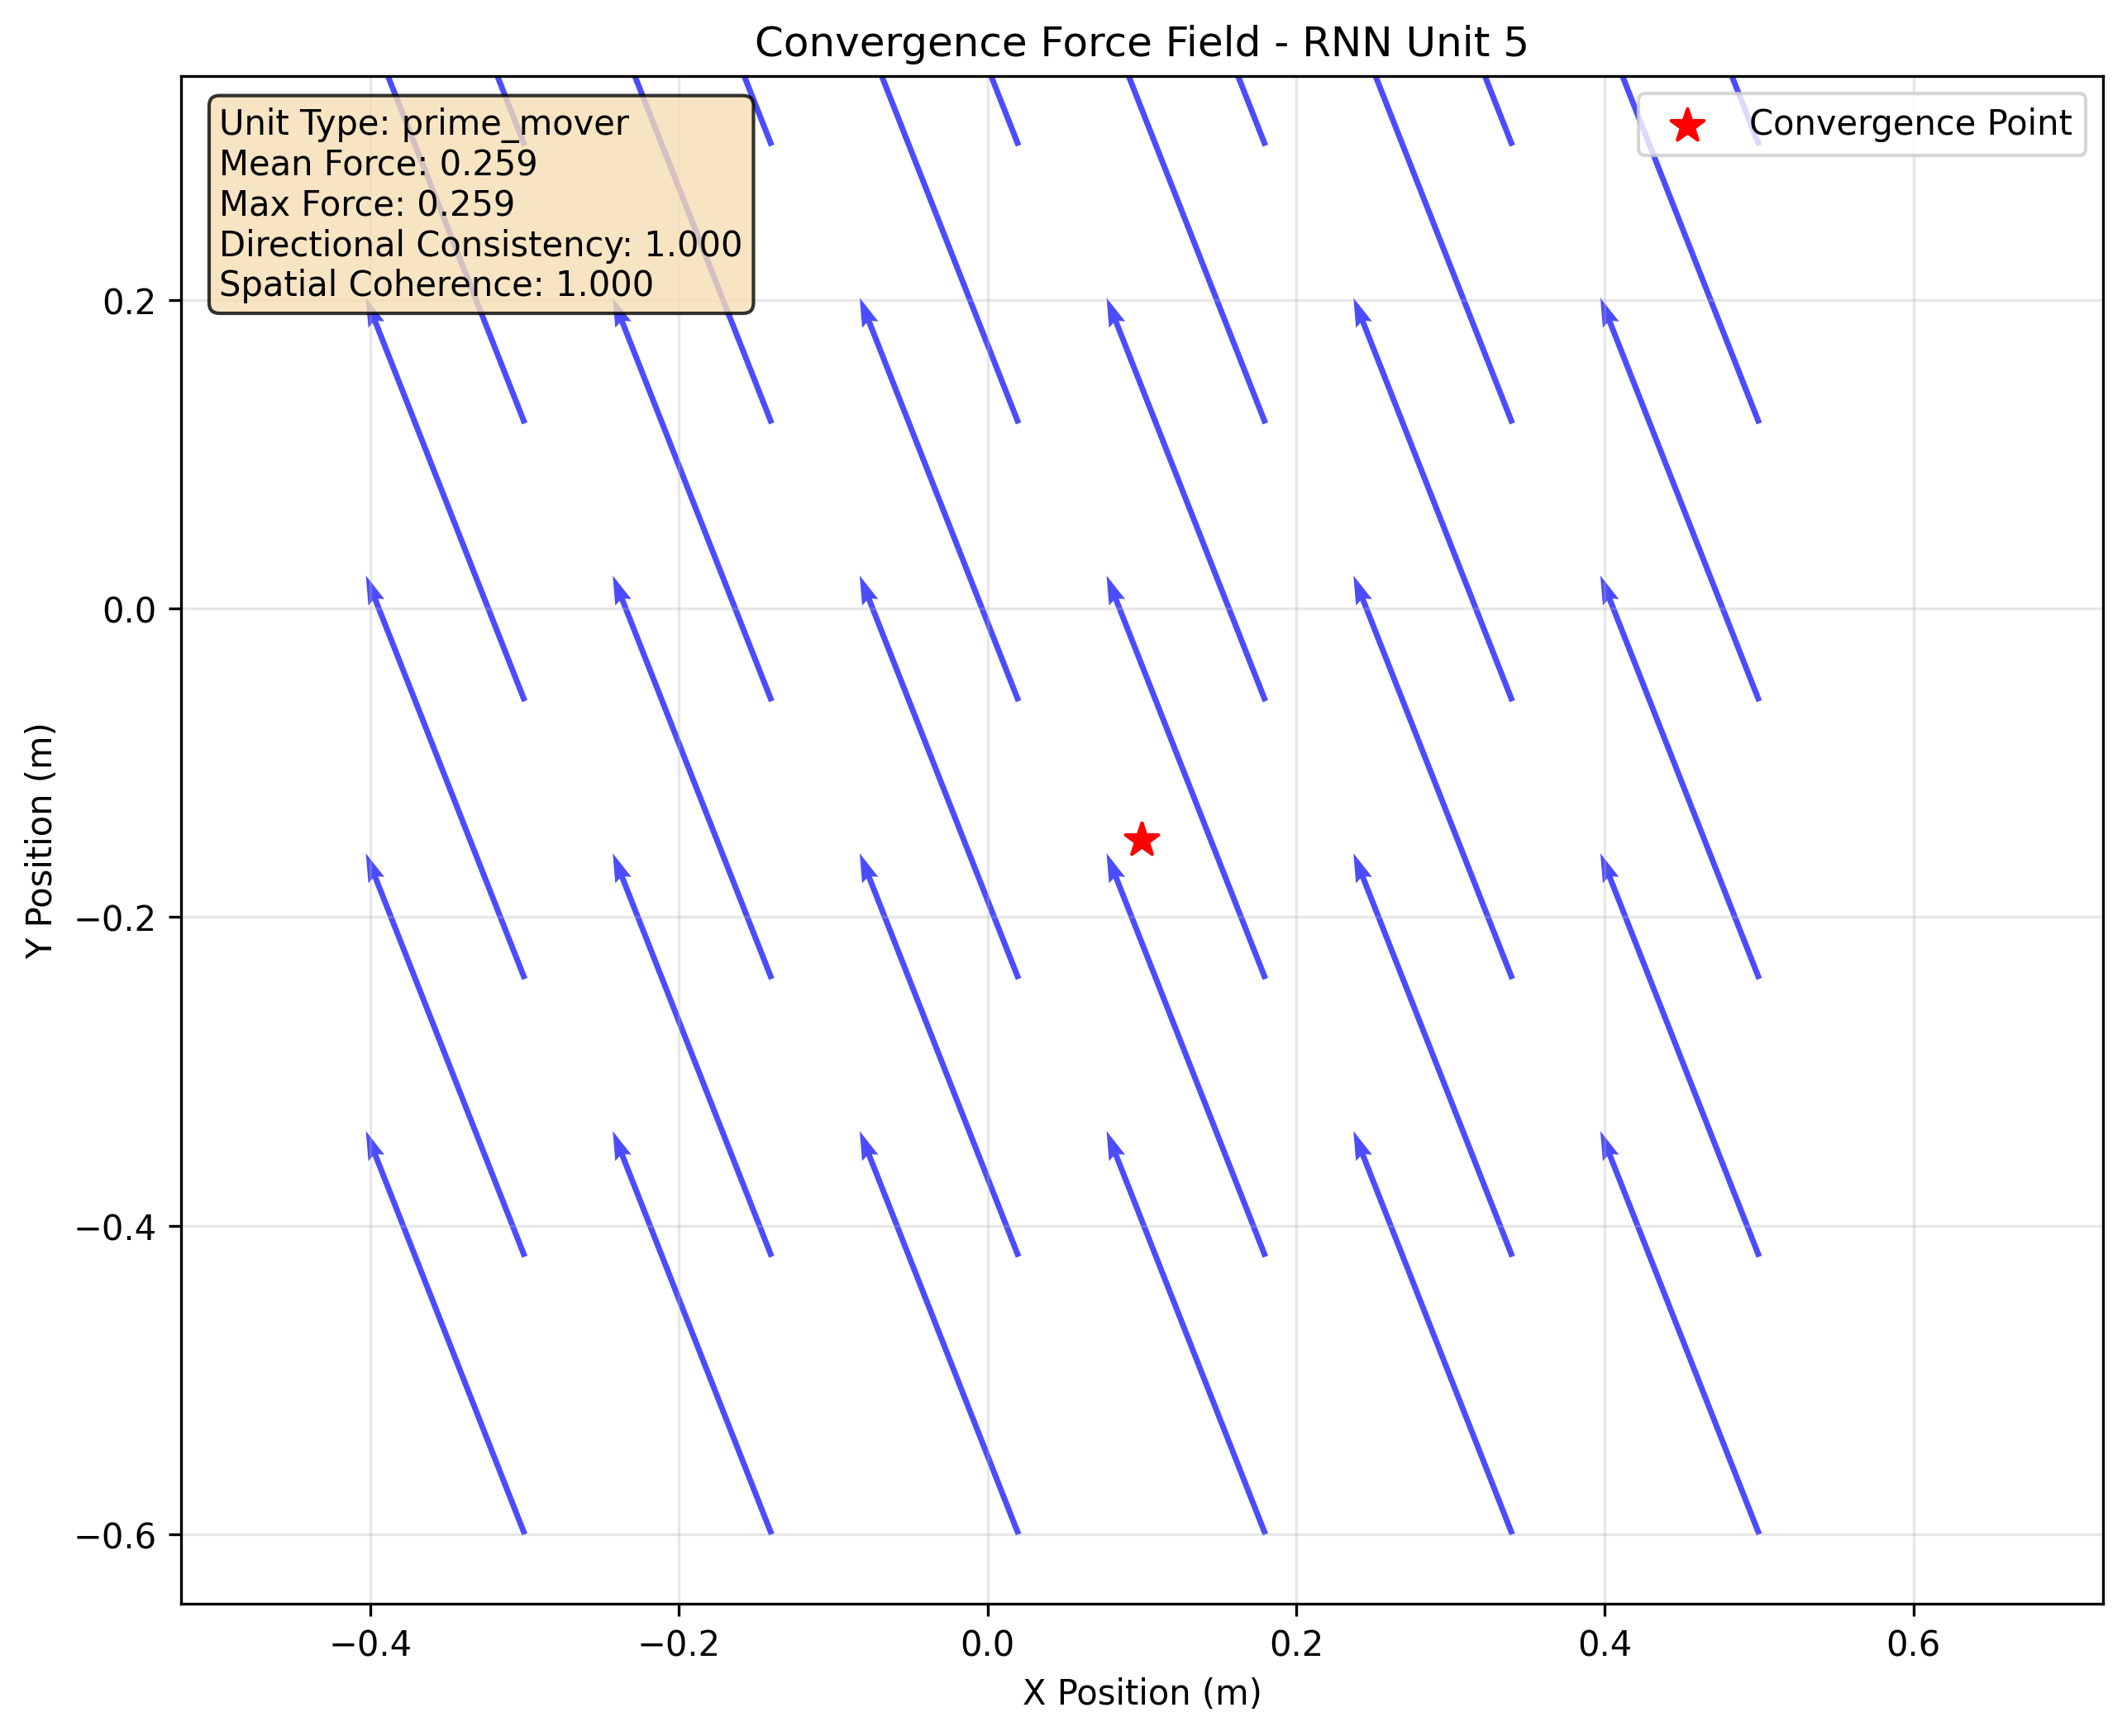 Convergence Force Field - RNN Unit 5
Unit Type: prime_mover
Mean Force: 0.259
Max Force: 0.259
Directional Consistency: 1.000
Spatial Coherence: 1.000
Convergence Point
0.2
0.0
−0.2
−0.4
−0.6
Y Position (m)
−0.4
−0.2
0.0
0.2
0.4
0.6
X Position (m)